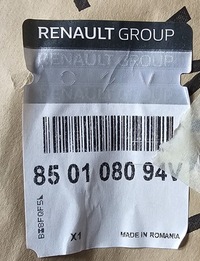 RENAULT GROUP
85 01 080 94V
X1
MADE IN ROMANIA